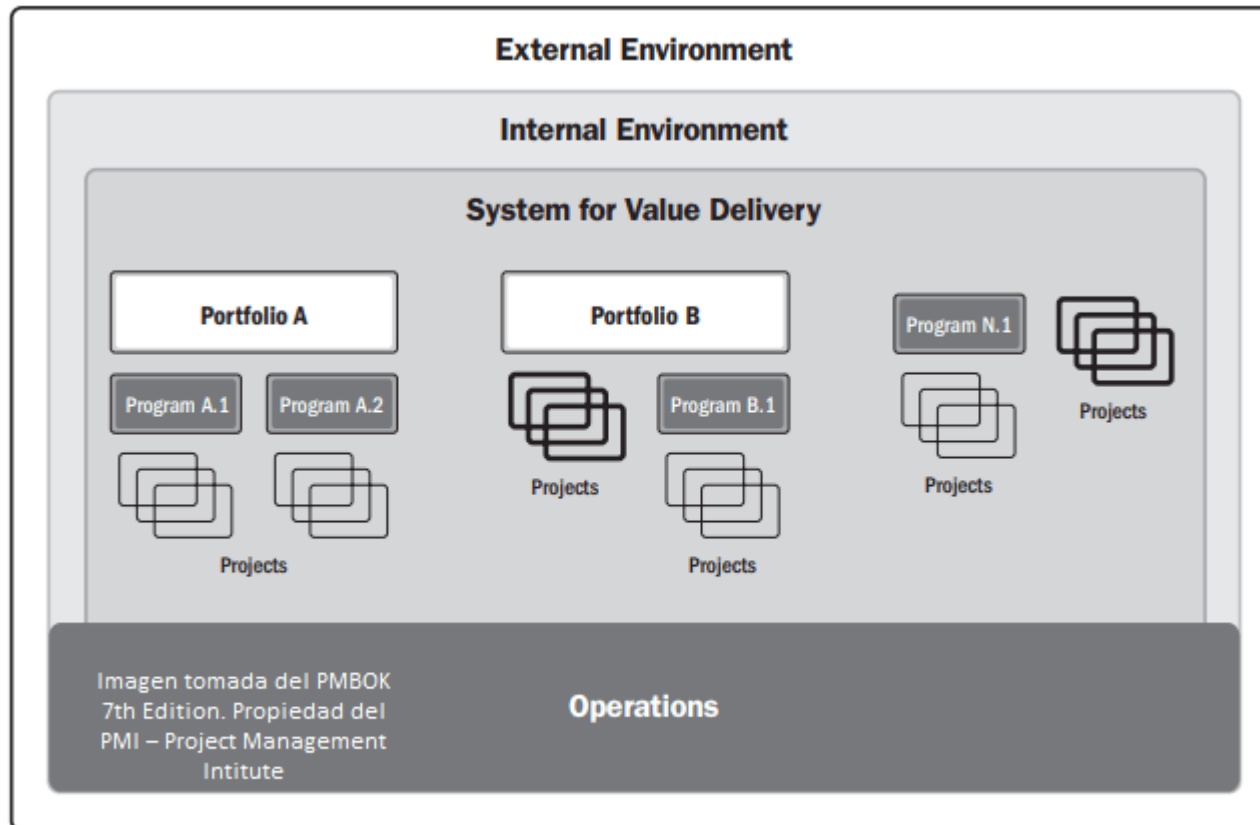 External Environment
Internal Environment
System for Value Delivery
Portfolio A
Portfolio B
Program N.1
Projects
Program A.1
Program A.2
Program B.1
Projects
Projects
Projects
Projects
Imagen tomada del PMBOK
7th Edition. Propiedad del
PMI – Project Management
Intitute
Operations